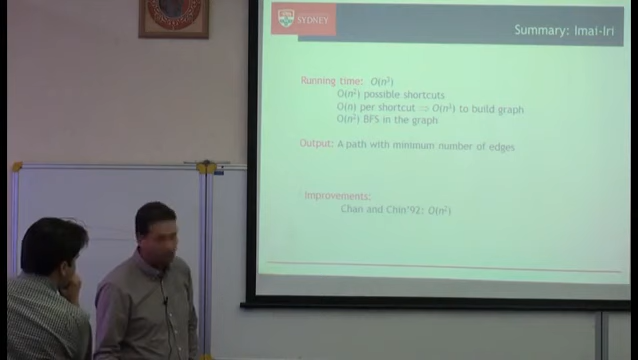 SYDNEY
Summary: Imai-Iri
Running time: O(n³)
O(n²) possible shortcuts
O(n) per shortcut ⇒ O(n³) to build graph
O(n²) BFS in the graph
Output: A path with minimum number of edges
Improvements:
Chan and Chin'92: O(n²)